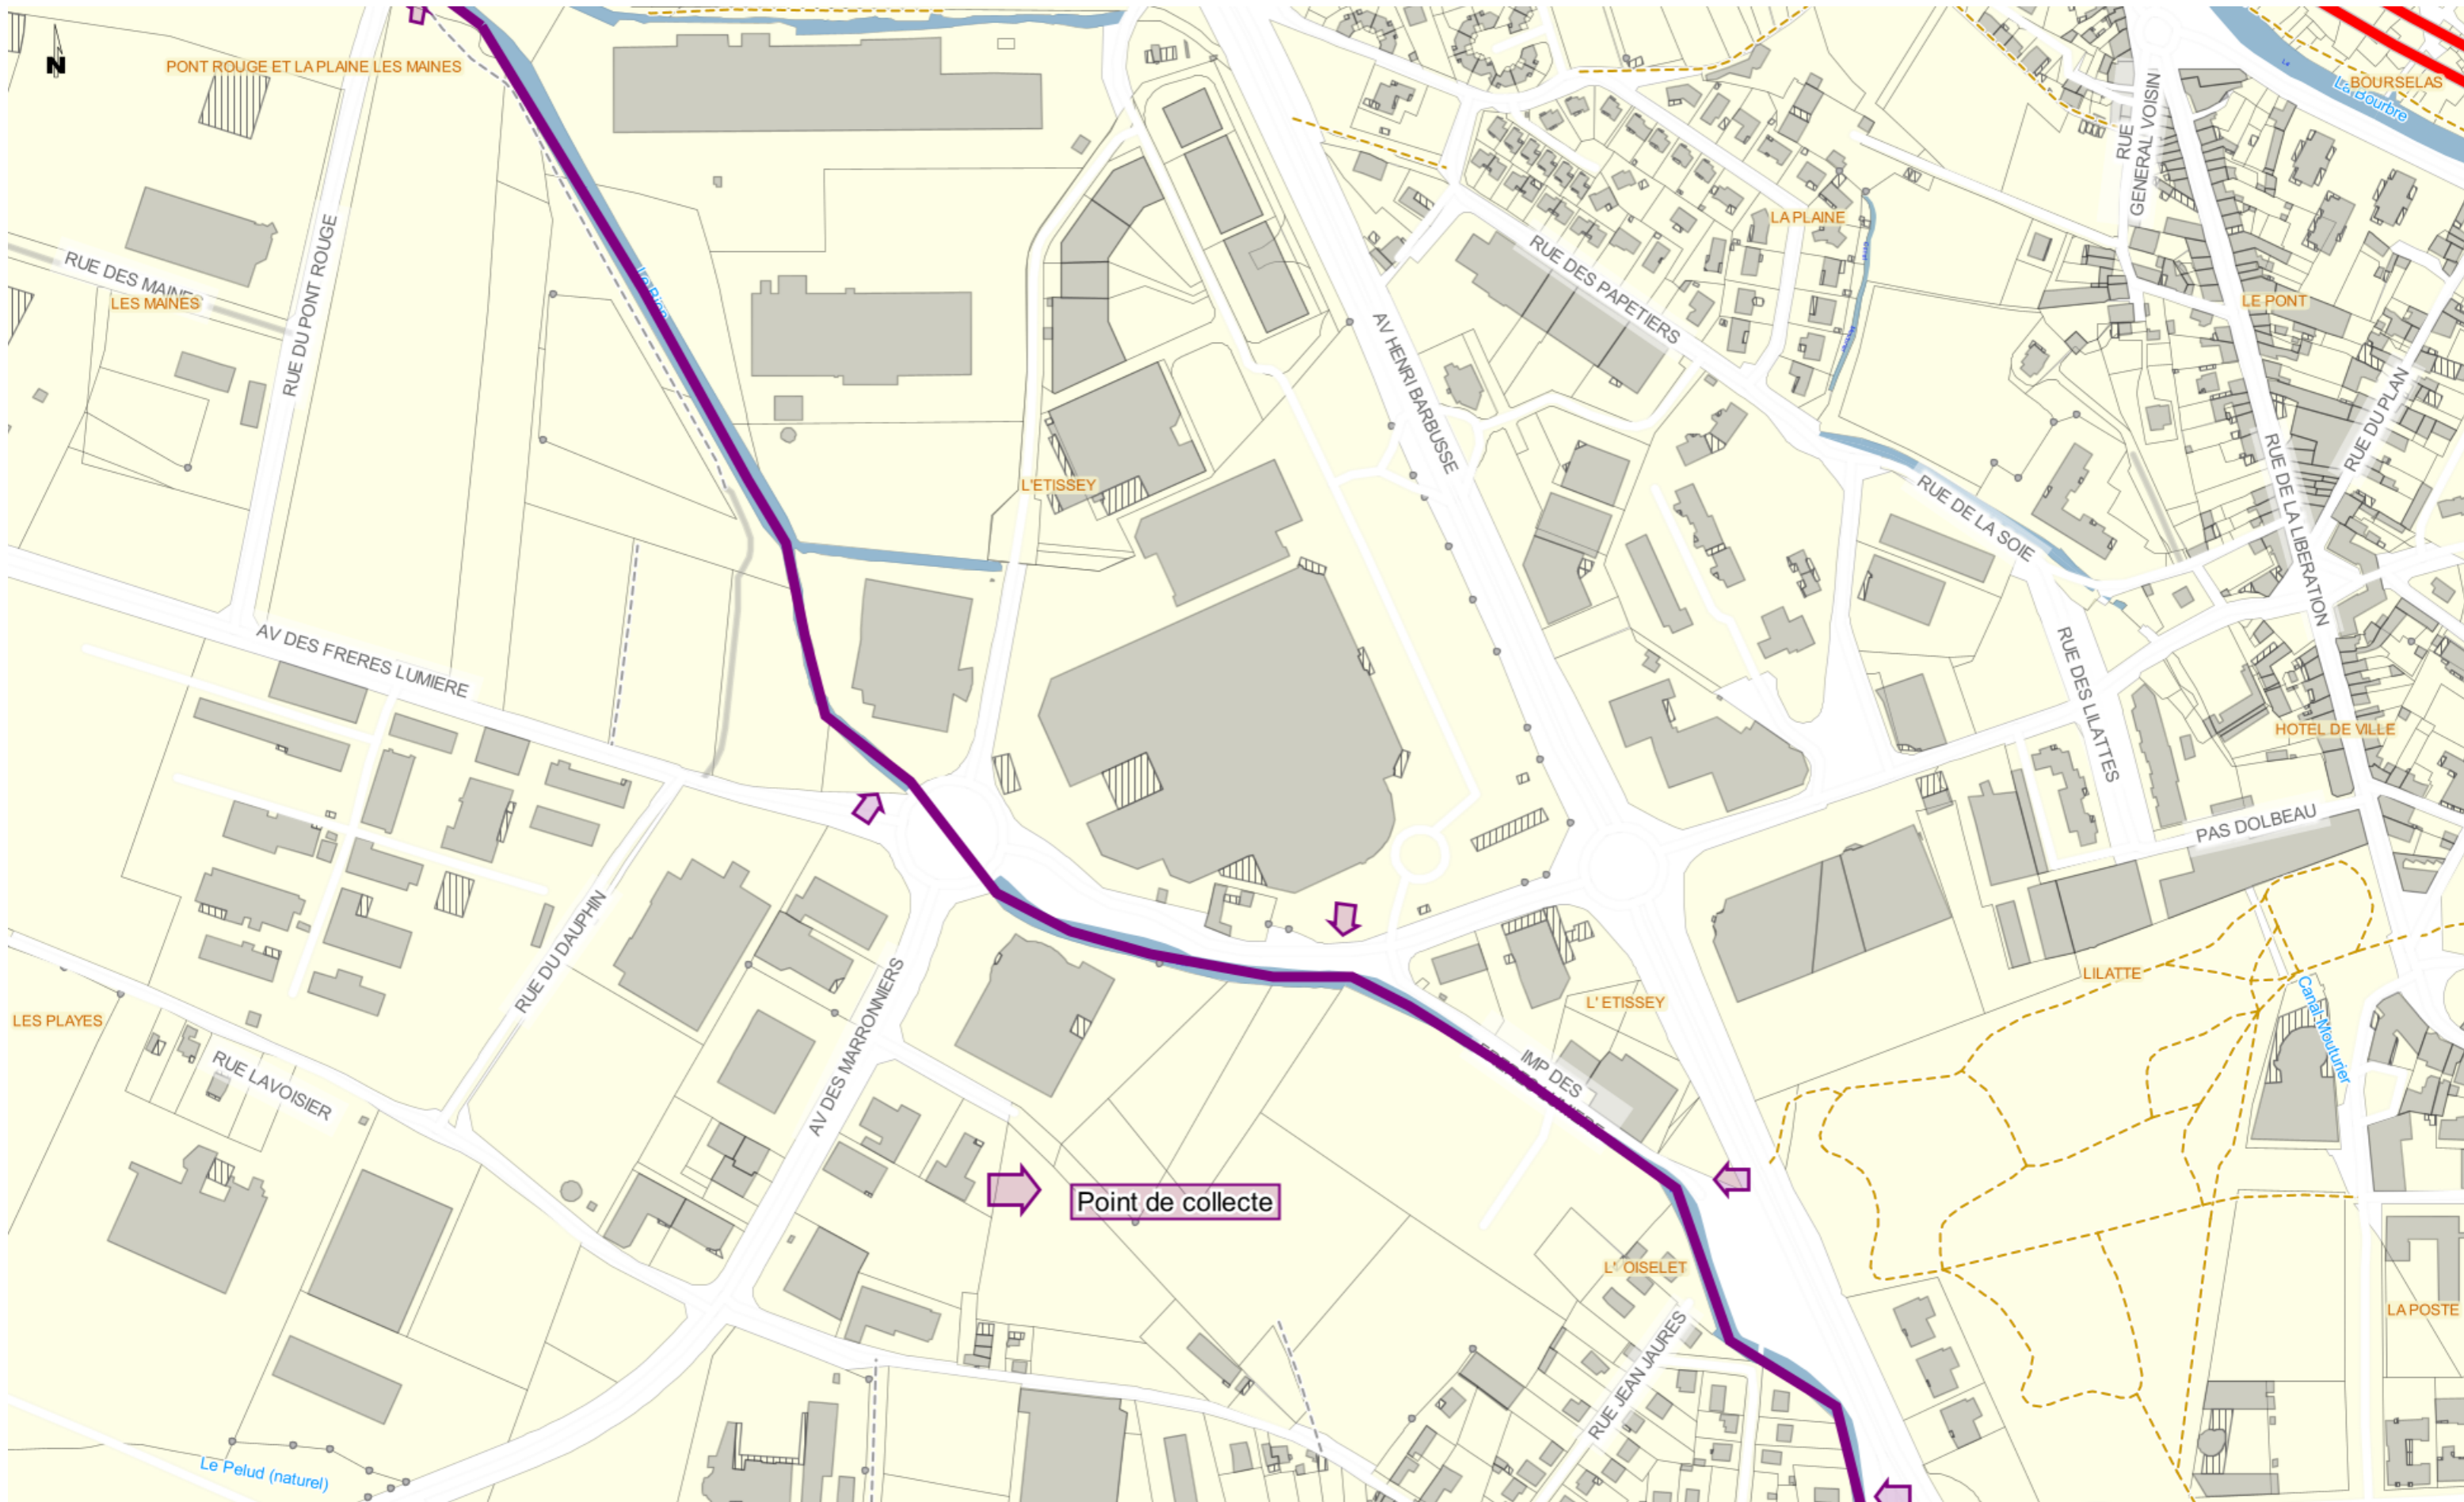 N
PONT ROUGE ET LA PLAINE LES MAINES
BOURSELAS
La Bourbre
RUE
GENERAL VOISIN
LA PLAINE
RUE DES PAPETIERS
RUE DU PONT ROUGE
RUE DES MAINES
LES MAINES
LE PONT
AV HENRI BARBUSSE
RUE DU PLAN
L'ETISSEY
RUE DE LA LIBERATION
RUE DE LA SOIE
AV DES FRERES LUMIERE
RUE DES LILATTES
HOTEL DE VILLE
PAS DOLBEAU
RUE DU DAUPHIN
AV DES MARRONNIERS
LILATTE
Canal Mouturier
L' ETISSEY
LES PLAYES
RUE LAVOISIER
IMP DES
Point de collecte
L' OISELET
LA POSTE
RUE JEAN JAURES
Le Pelud (naturel)